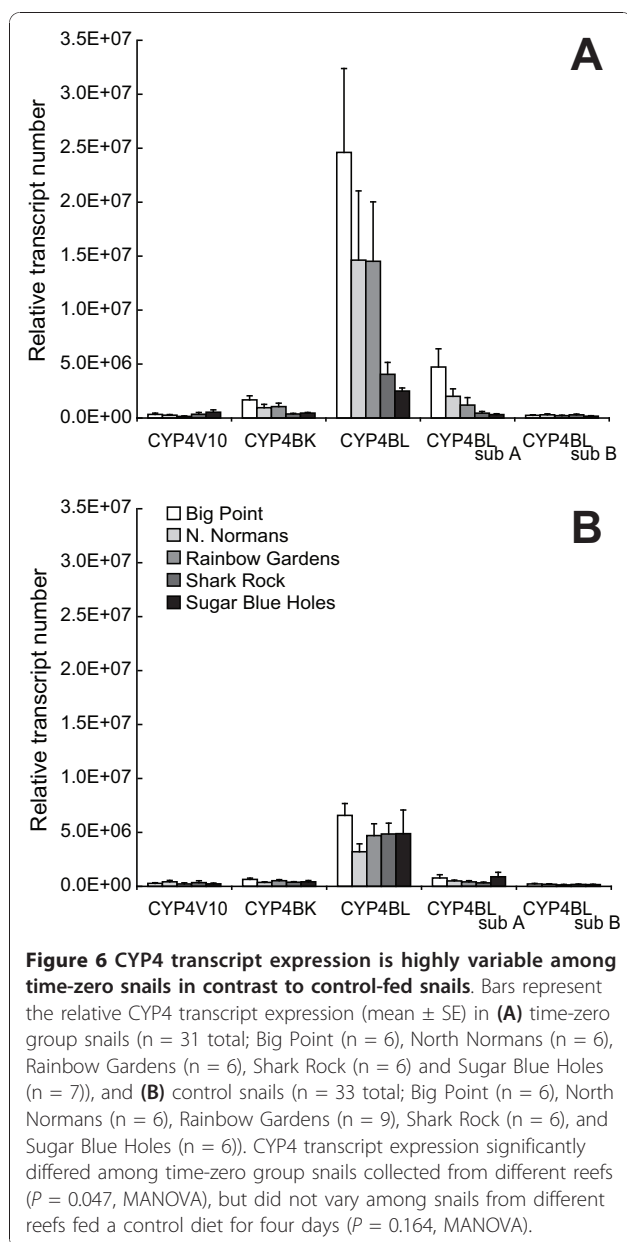 A
Relative transcript number
3.5E+07
3.0E+07
2.5E+07
2.0E+07
1.5E+07
1.0E+07
5.0E+06
0.0E+00
CYP4V10 CYP4BK CYP4BL CYP4BL sub A CYP4BL sub B
B
Relative transcript number
3.5E+07
3.0E+07
2.5E+07
2.0E+07
1.5E+07
1.0E+07
5.0E+06
0.0E+00
Big Point
N. Normans
Rainbow Gardens
Shark Rock
Sugar Blue Holes
CYP4V10 CYP4BK CYP4BL CYP4BL sub A CYP4BL sub B
Figure 6 CYP4 transcript expression is highly variable among
time-zero snails in contrast to control-fed snails. Bars represent
the relative CYP4 transcript expression (mean ± SE) in (A) time-zero
group snails (n = 31 total; Big Point (n = 6), North Normans (n = 6),
Rainbow Gardens (n = 6), Shark Rock (n = 6) and Sugar Blue Holes
(n = 7)), and (B) control snails (n = 33 total; Big Point (n = 6), North
Normans (n = 6), Rainbow Gardens (n = 9), Shark Rock (n = 6), and
Sugar Blue Holes (n = 6)). CYP4 transcript expression significantly
differed among time-zero group snails collected from different reefs
(P = 0.047, MANOVA), but did not vary among snails from different
reefs fed a control diet for four days (P = 0.164, MANOVA).